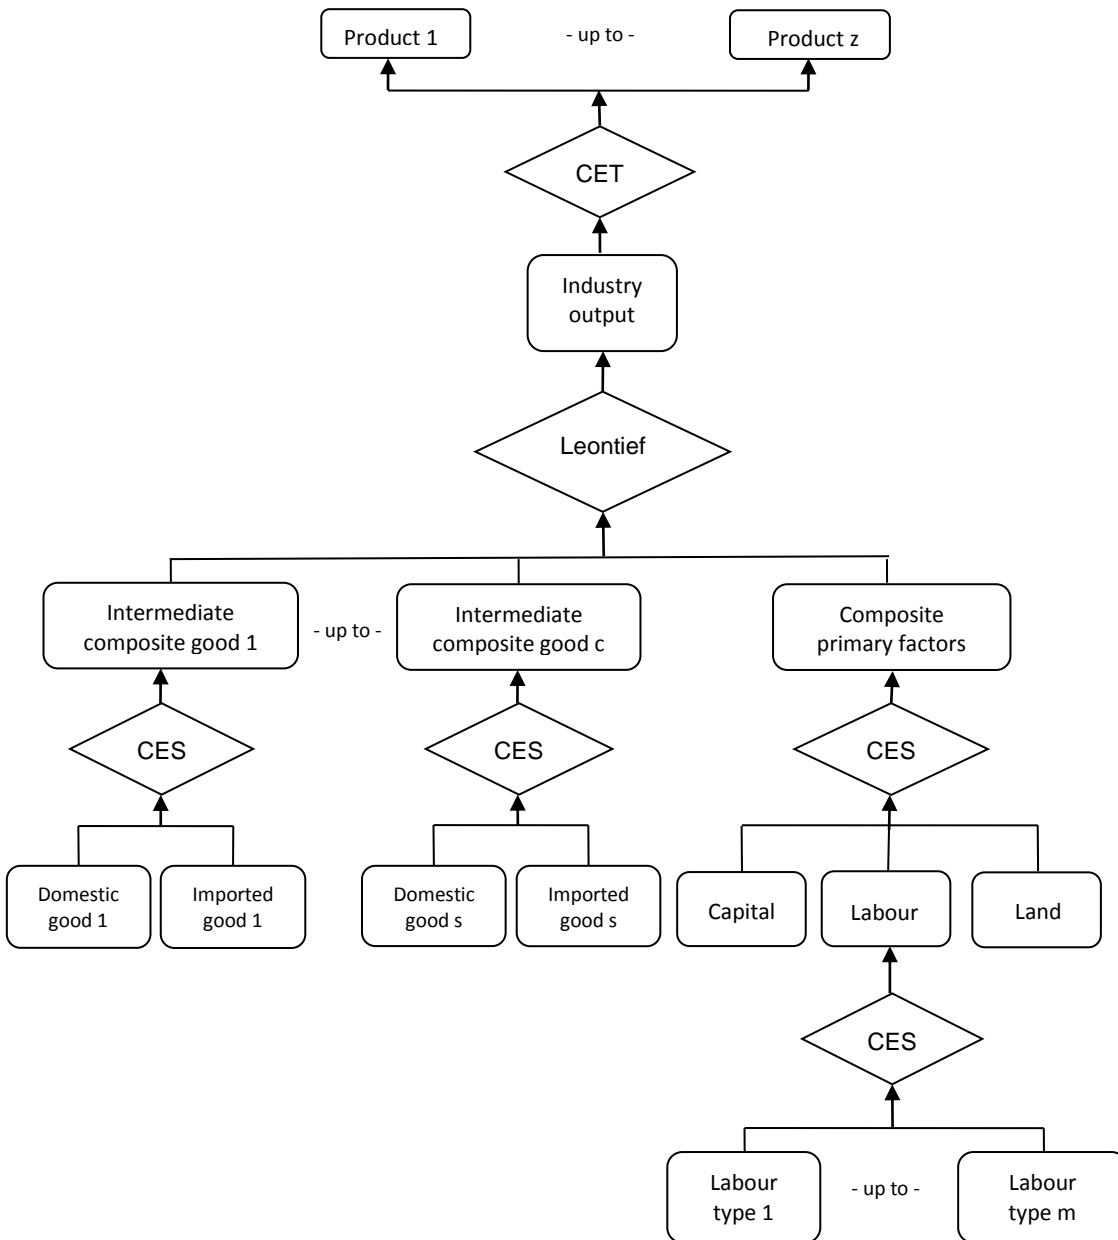 Product 1
- up to -
Product z
CET
Industry
output
Leontief
Intermediate
composite good 1
- up to -
Intermediate
composite good c
Composite
primary factors
CES
CES
CES
Domestic
good 1
Imported
good 1
Domestic
good s
Imported
good s
Capital
Labour
Land
CES
Labour
type 1
- up to -
Labour
type m